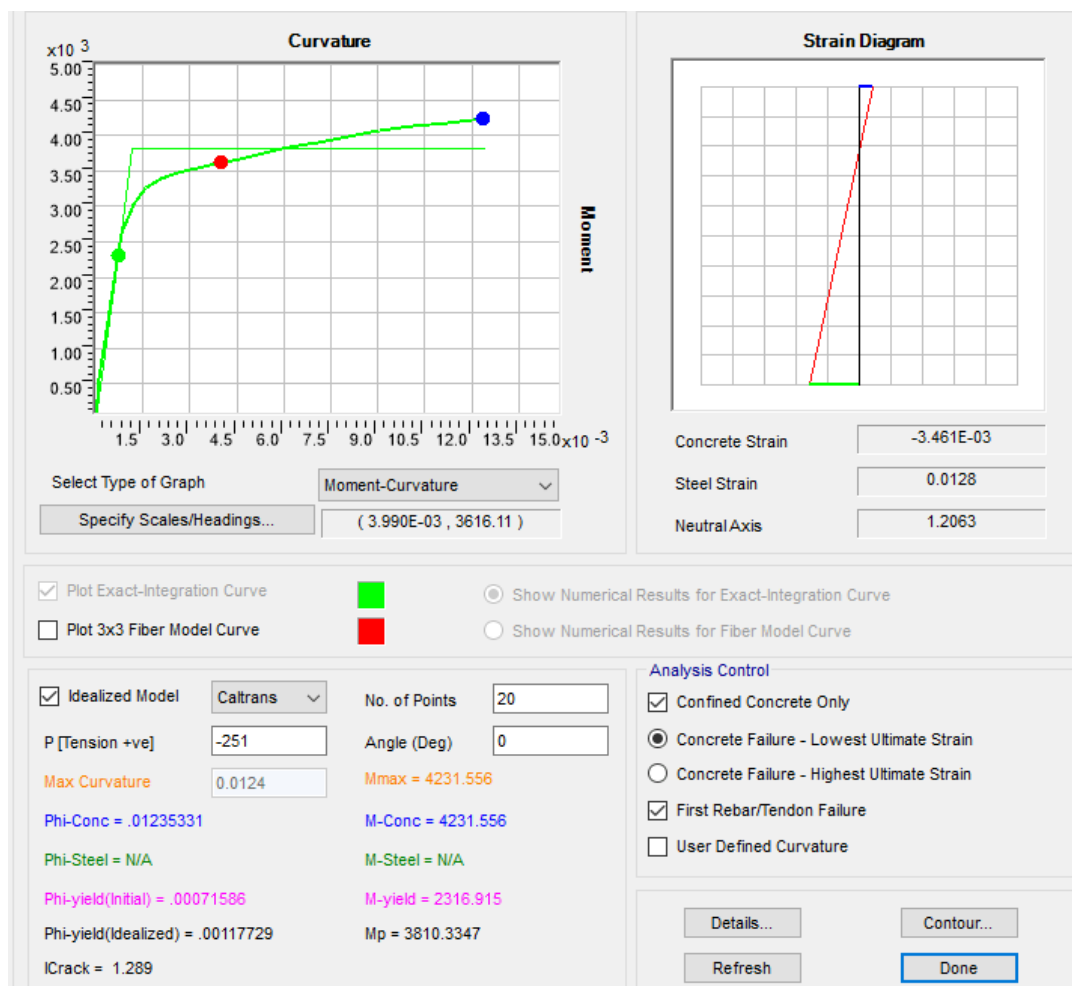 Curvature
x10 3
5.00
4.50
4.00
3.50
3.00
2.50
2.00
1.50
1.00
0.50
Moment
1.5 3.0 4.5 6.0 7.5 9.0 10.5 12.0 13.5 15.0 x10 -3
Select Type of Graph Moment-Curvature
Specify Scales/Headings... ( 3.990E-03 , 3616.11 )
Strain Diagram
Concrete Strain -3.461E-03
Steel Strain 0.0128
Neutral Axis 1.2063
Plot Exact-Integration Curve Show Numerical Results for Exact-Integration Curve
Plot 3x3 Fiber Model Curve Show Numerical Results for Fiber Model Curve
Idealized Model Caltrans No. of Points 20
P [Tension +ve] -251 Angle (Deg) 0
Max Curvature 0.0124 Mmax = 4231.556
Phi-Conc = .01235331 M-Conc = 4231.556
Phi-Steel = N/A M-Steel = N/A
Phi-yield(Initial) = .00071586 M-yield = 2316.915
Phi-yield(Idealized) = .00117729 Mp = 3810.3347
ICrack = 1.289
Analysis Control
Confined Concrete Only
Concrete Failure - Lowest Ultimate Strain
Concrete Failure - Highest Ultimate Strain
First Rebar/Tendon Failure
User Defined Curvature
Details... Contour...
Refresh Done